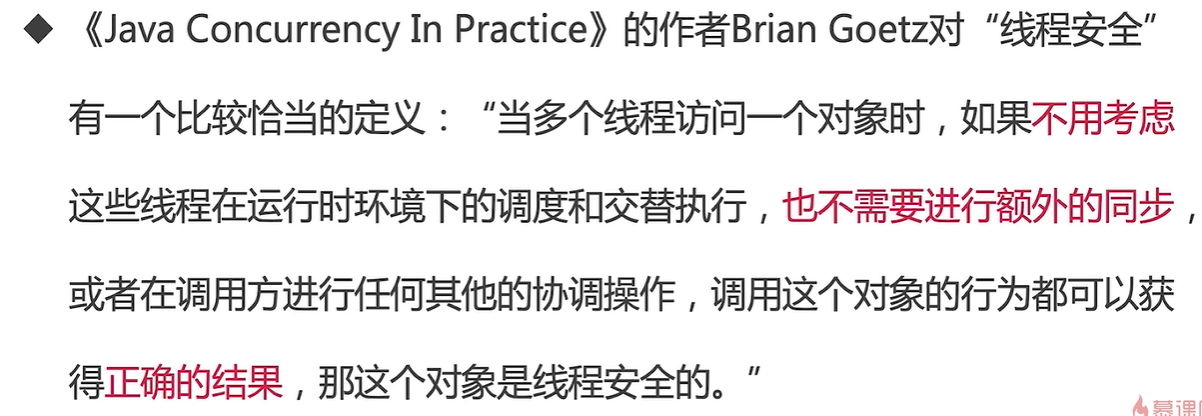 ◆ 《Java Concurrency In Practice》的作者Brian Goetz对“线程安全”
有一个比较恰当的定义：“当多个线程访问一个对象时，如果不用考虑
这些线程在运行时环境下的调度和交替执行，也不需要进行额外的同步，
或者在调用方进行任何其他的协调操作，调用这个对象的行为都可以获
得正确的结果，那这个对象是线程安全的。”
慕课